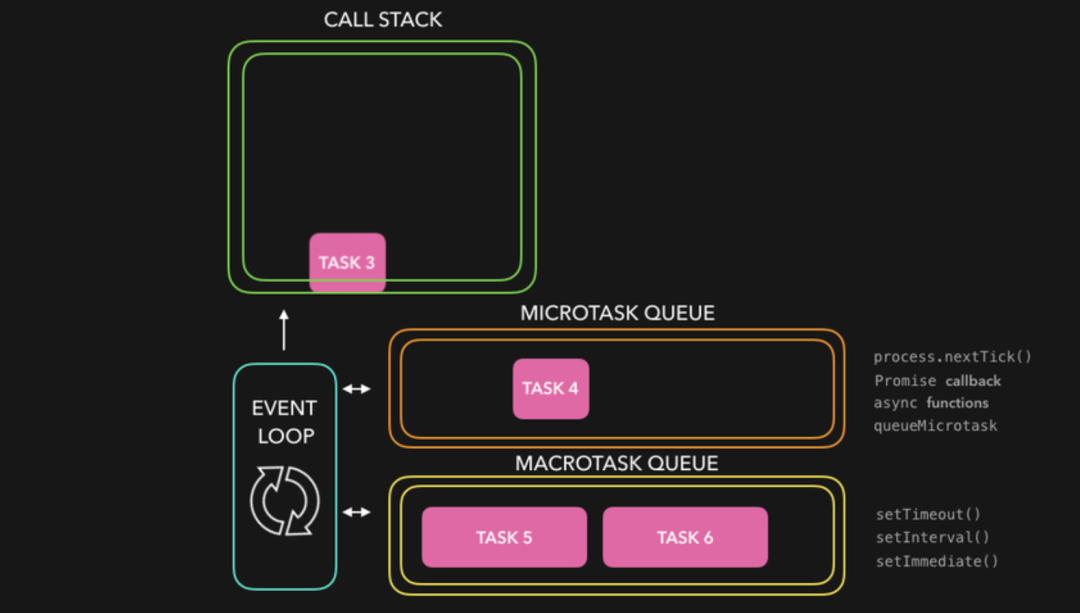 CALL STACK
TASK 3
MICROTASK QUEUE
TASK 4
process.nextTick()
Promise callback
async functions
queueMicrotask
EVENT
LOOP
MACROTASK QUEUE
TASK 5
TASK 6
setTimeout()
setInterval()
setImmediate()